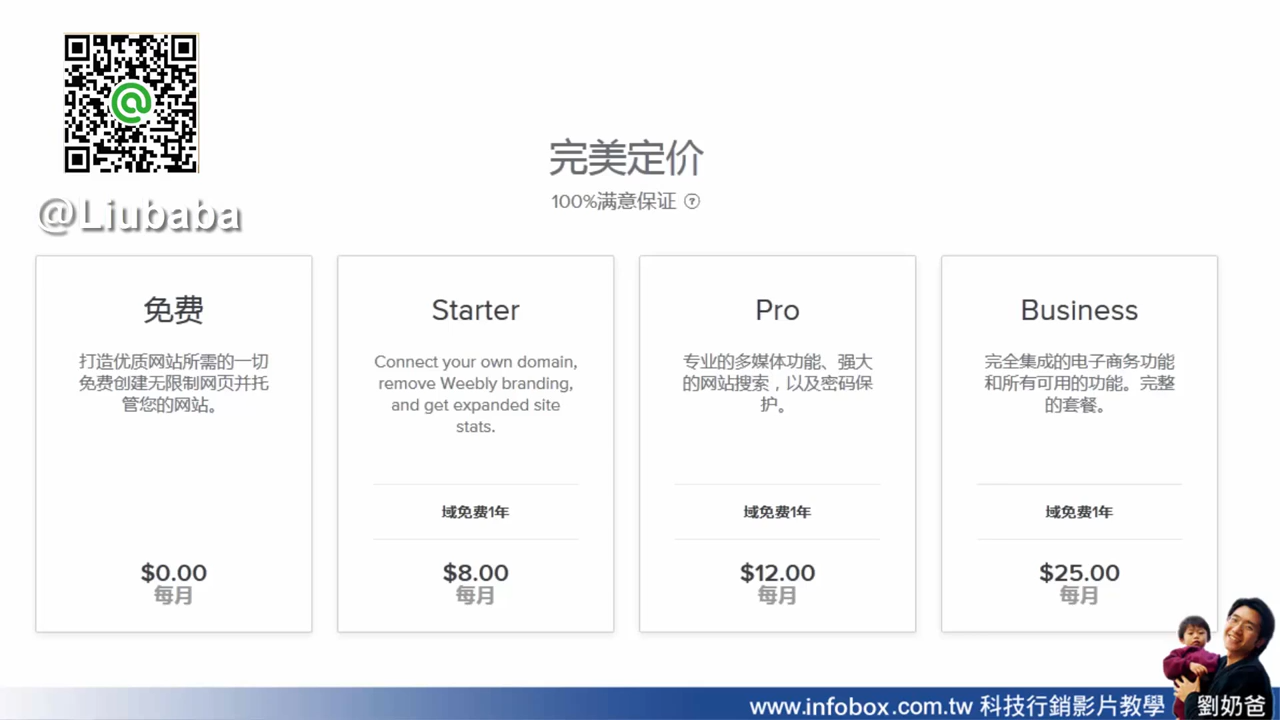 @Liubaba
完美定价
100%满意保证 ?
免费
打造优质网站所需的一切
免费创建无限制网页并托
管您的网站。
$0.00
每月
Starter
Connect your own domain,
remove Weebly branding,
and get expanded site
stats.
域免费1年
$8.00
每月
Pro
专业的多媒体功能、强大
的网站搜索，以及密码保
护。
域免费1年
$12.00
每月
Business
完全集成的电子商务功能
和所有可用的功能。完整
的套餐。
域免费1年
$25.00
每月
www.infobox.com.tw 科技行銷影片教學
劉奶爸